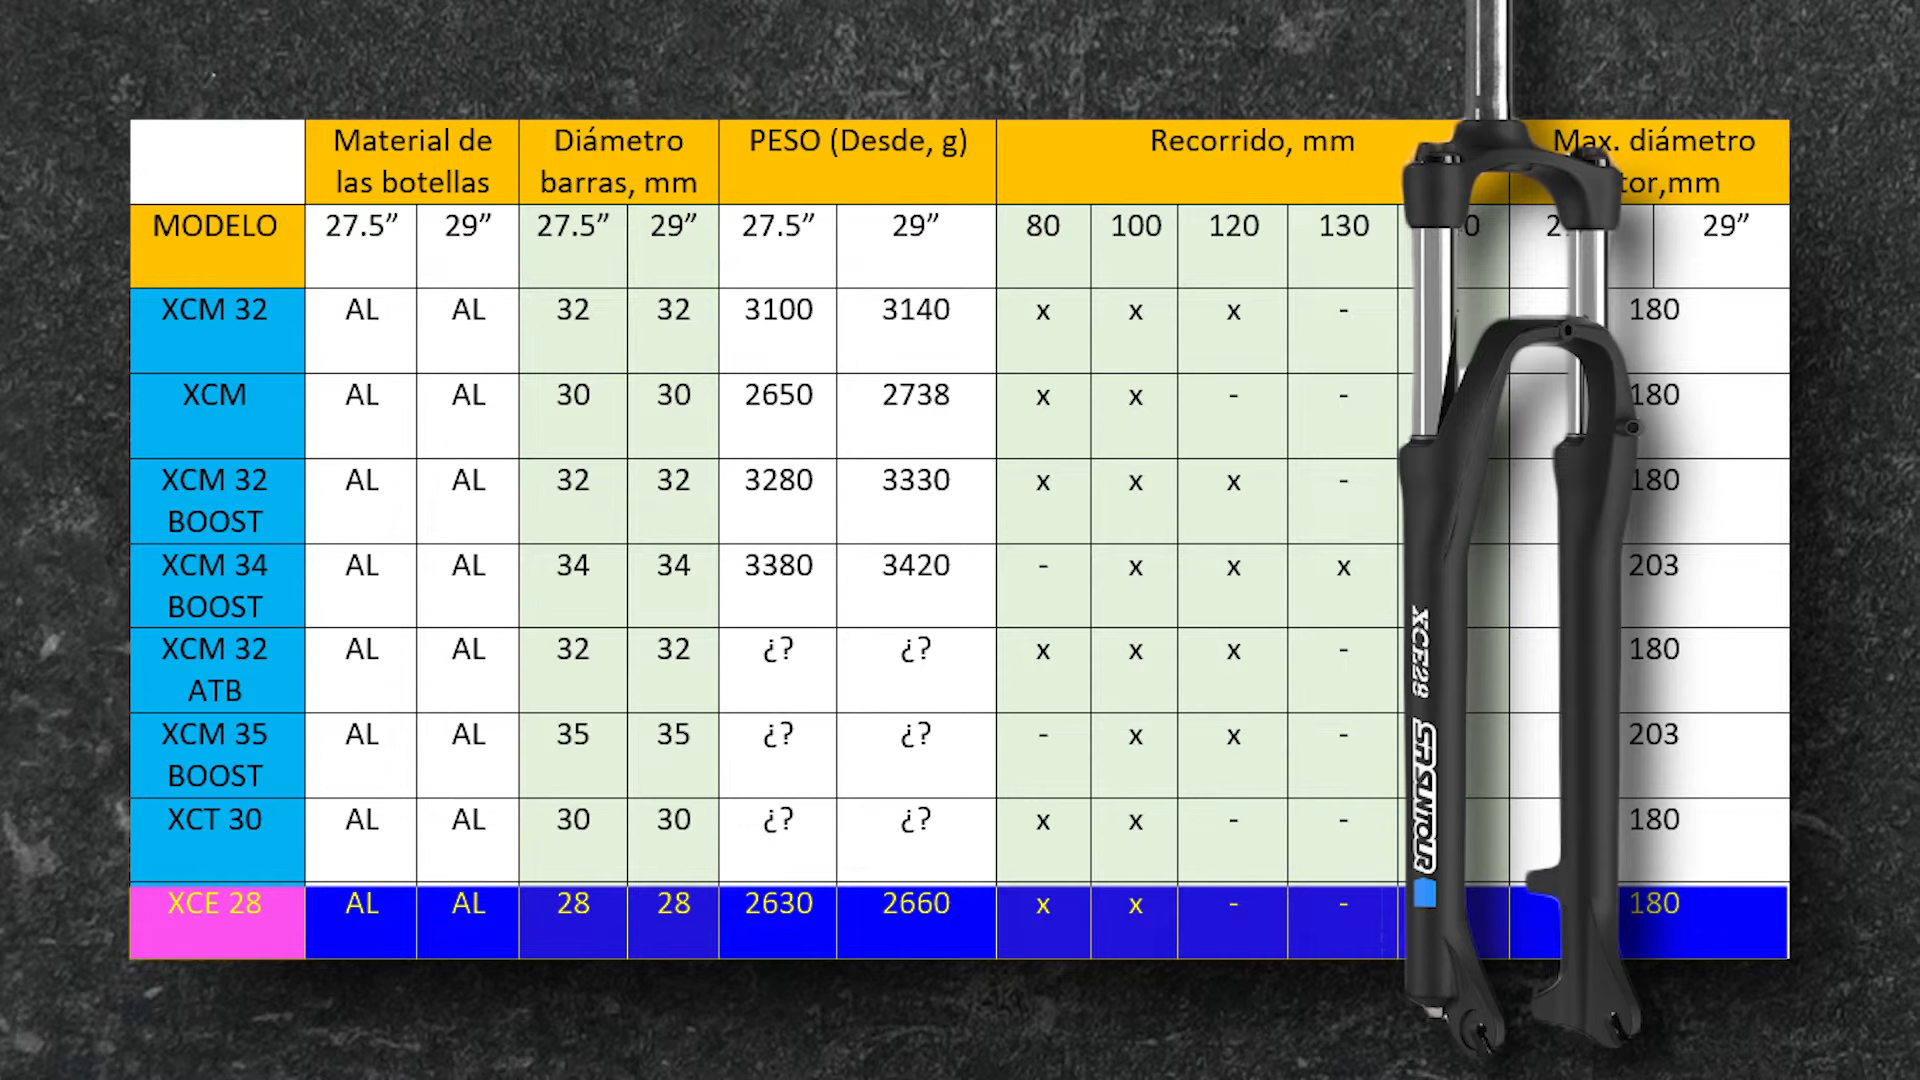 Material de las botellas Diámetro barras, mm PESO (Desde, g) Recorrido, mm Max. diámetro tor,mm
MODELO 27.5” 29” 27.5” 29” 27.5” 29” 80 100 120 130 29”
XCM 32 AL AL 32 32 3100 3140 x x x - 180
XCM AL AL 30 30 2650 2738 x x - - 180
XCM 32 BOOST AL AL 32 32 3280 3330 x x x - 180
XCM 34 BOOST AL AL 34 34 3380 3420 - x x x 203
XCM 32 ATB AL AL 32 32 ¿? ¿? x x x - 180
XCM 35 BOOST AL AL 35 35 ¿? ¿? - x x - 203
XCT 30 AL AL 30 30 ¿? ¿? x x - - 180
XCE 28 AL AL 28 28 2630 2660 x x - - 180
XCE28 SR SUNTOUR